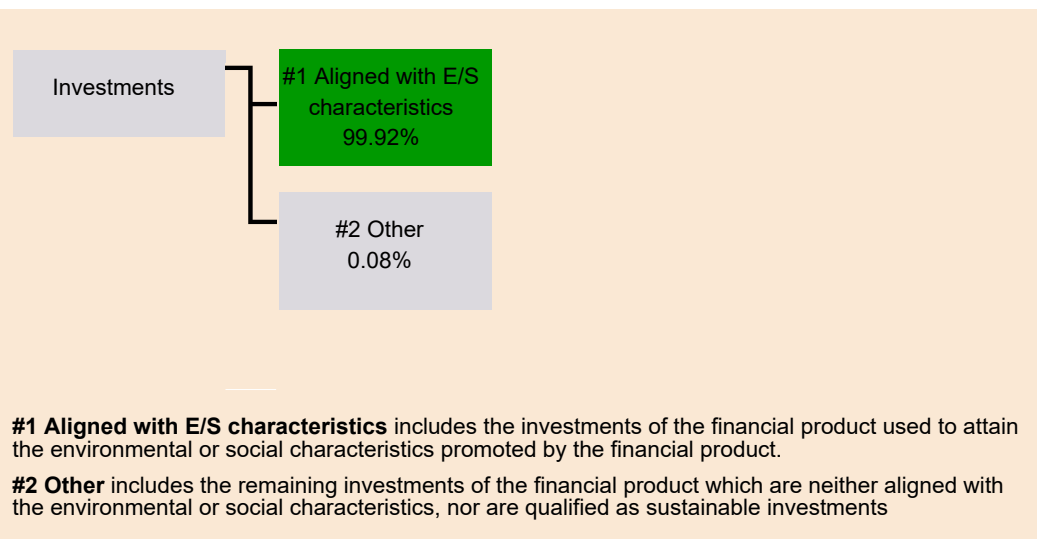 Investments
#1 Aligned with E/S
characteristics
99.92%
#2 Other
0.08%
#1 Aligned with E/S characteristics includes the investments of the financial product used to attain
the environmental or social characteristics promoted by the financial product.
#2 Other includes the remaining investments of the financial product which are neither aligned with
the environmental or social characteristics, nor are qualified as sustainable investments